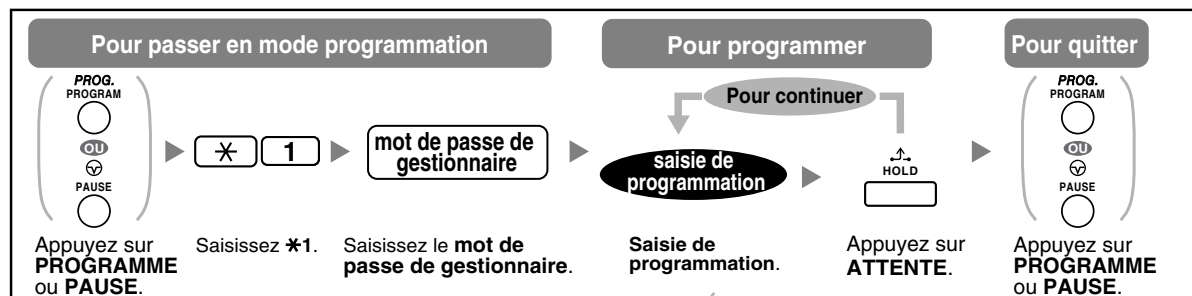 Pour passer en mode programmation
Pour programmer
Pour quitter
PROG.
PROGRAM
OU
PAUSE
* 1
mot de passe de
gestionnaire
Pour continuer
saisie de
programmation
HOLD
PROG.
PROGRAM
OU
PAUSE
Appuyez sur
PROGRAMME
ou PAUSE.
Saisissez *1.
Saisissez le mot de
passe de gestionnaire.
Saisie de
programmation.
Appuyez sur
ATTENTE.
Appuyez sur
PROGRAMME
ou PAUSE.